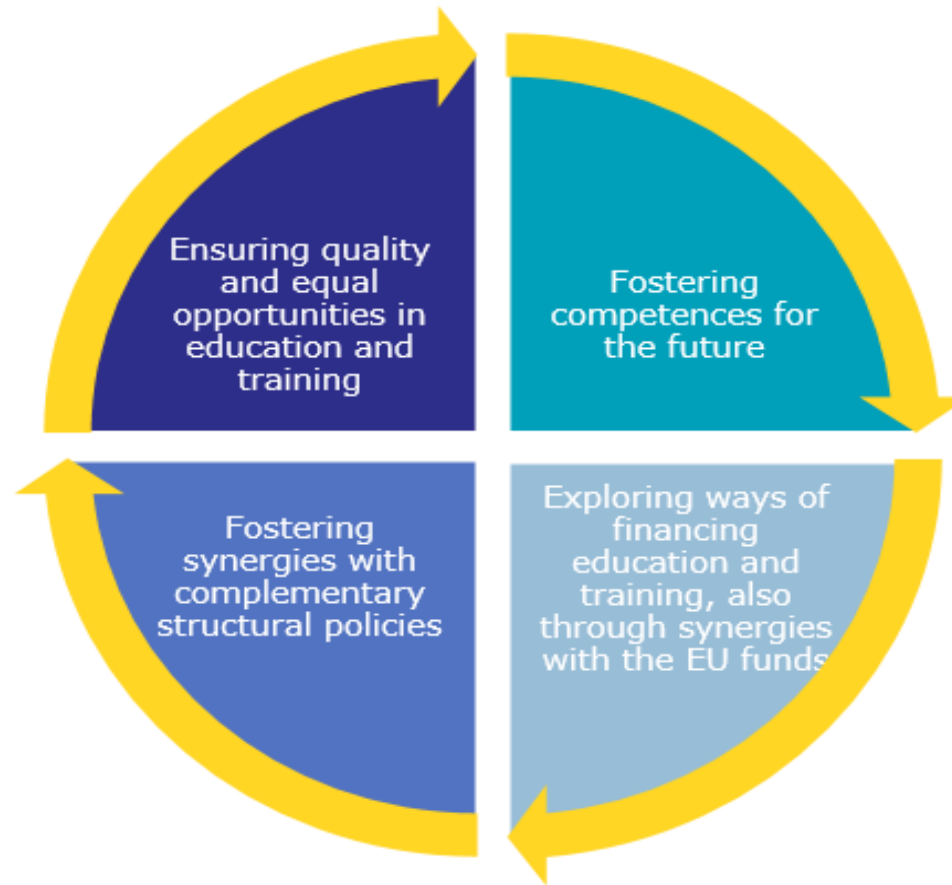 Ensuring quality
and equal
opportunities in
education and
training
Fostering
competences for
the future
Fostering
synergies with
complementary
structural policies
Exploring ways of
financing
education and
training, also
through synergies
with the EU funds